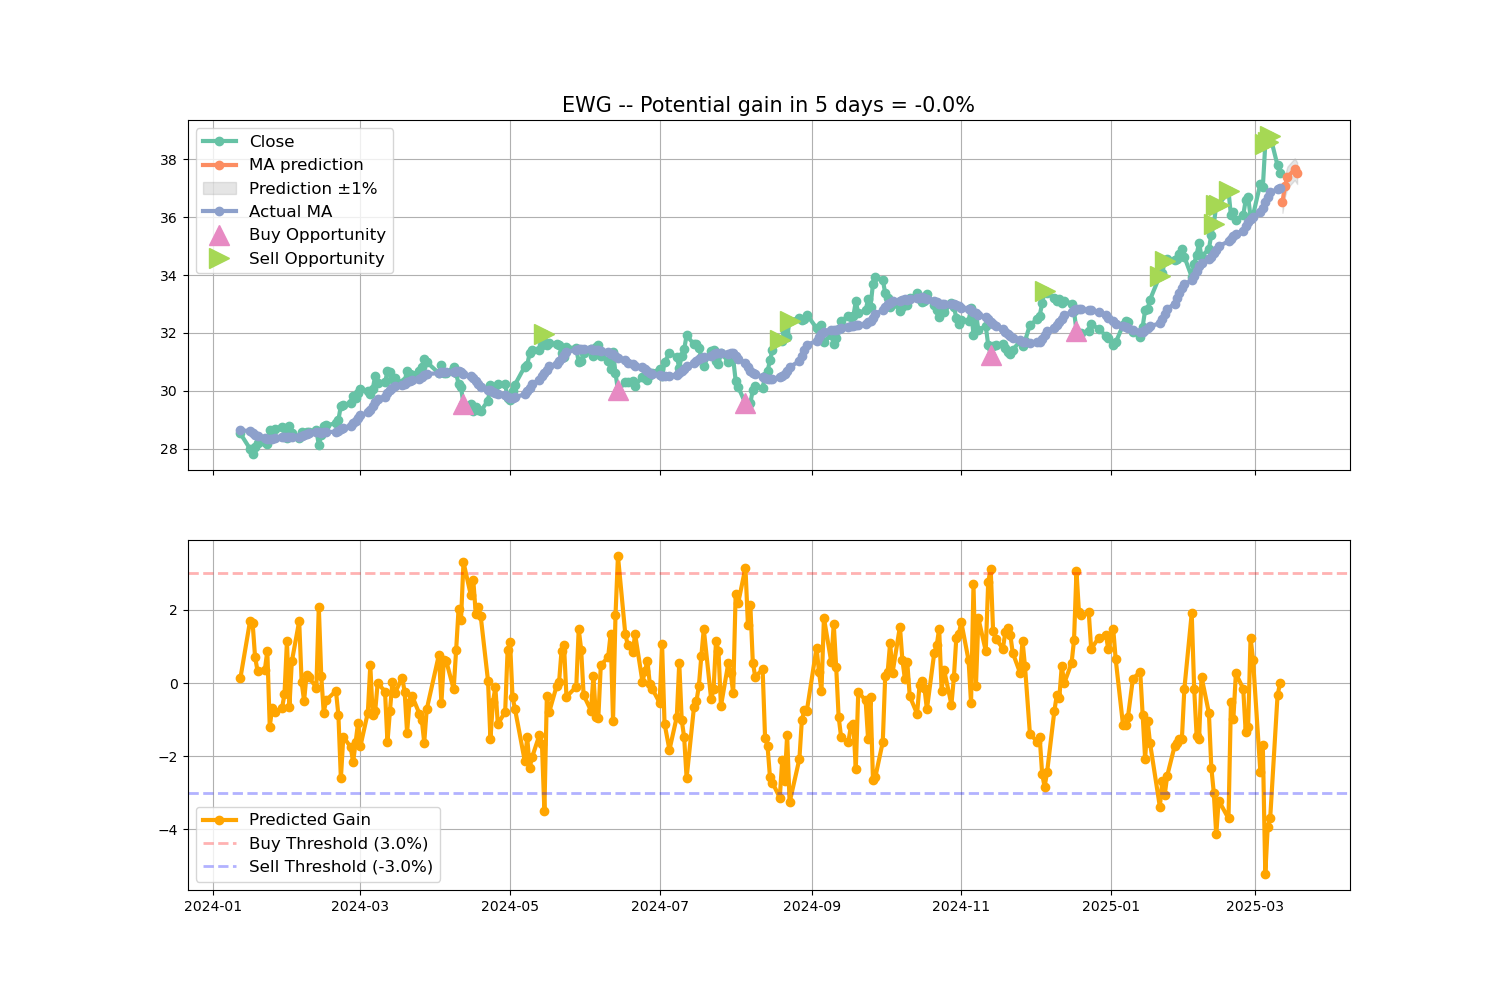 EWG -- Potential gain in 5 days = -0.0%
Close
MA prediction
Prediction ±1%
Actual MA
Buy Opportunity
Sell Opportunity
38
36
34
32
30
28
2
0
−2
−4
Predicted Gain
Buy Threshold (3.0%)
Sell Threshold (-3.0%)
2024-01 2024-03 2024-05 2024-07 2024-09 2024-11 2025-01 2025-03